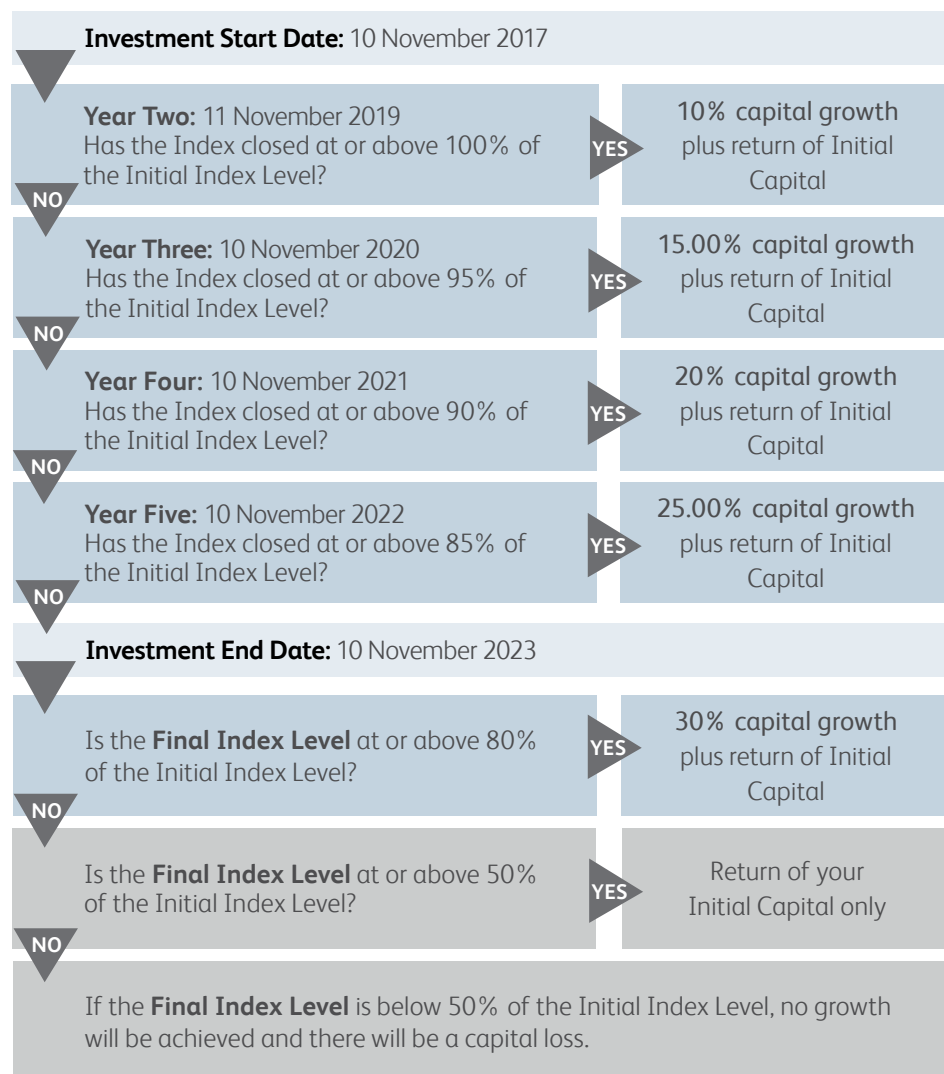 Investment Start Date: 10 November 2017
Year Two: 11 November 2019
Has the Index closed at or above 100% of
the Initial Index Level?
YES
10% capital growth
plus return of Initial
Capital
NO
Year Three: 10 November 2020
Has the Index closed at or above 95% of
the Initial Index Level?
YES
15.00% capital growth
plus return of Initial
Capital
NO
Year Four: 10 November 2021
Has the Index closed at or above 90% of
the Initial Index Level?
YES
20% capital growth
plus return of Initial
Capital
NO
Year Five: 10 November 2022
Has the Index closed at or above 85% of
the Initial Index Level?
YES
25.00% capital growth
plus return of Initial
Capital
NO
Investment End Date: 10 November 2023
Is the Final Index Level at or above 80%
of the Initial Index Level?
YES
30% capital growth
plus return of Initial
Capital
NO
Is the Final Index Level at or above 50%
of the Initial Index Level?
YES
Return of your
Initial Capital only
NO
If the Final Index Level is below 50% of the Initial Index Level, no growth
will be achieved and there will be a capital loss.